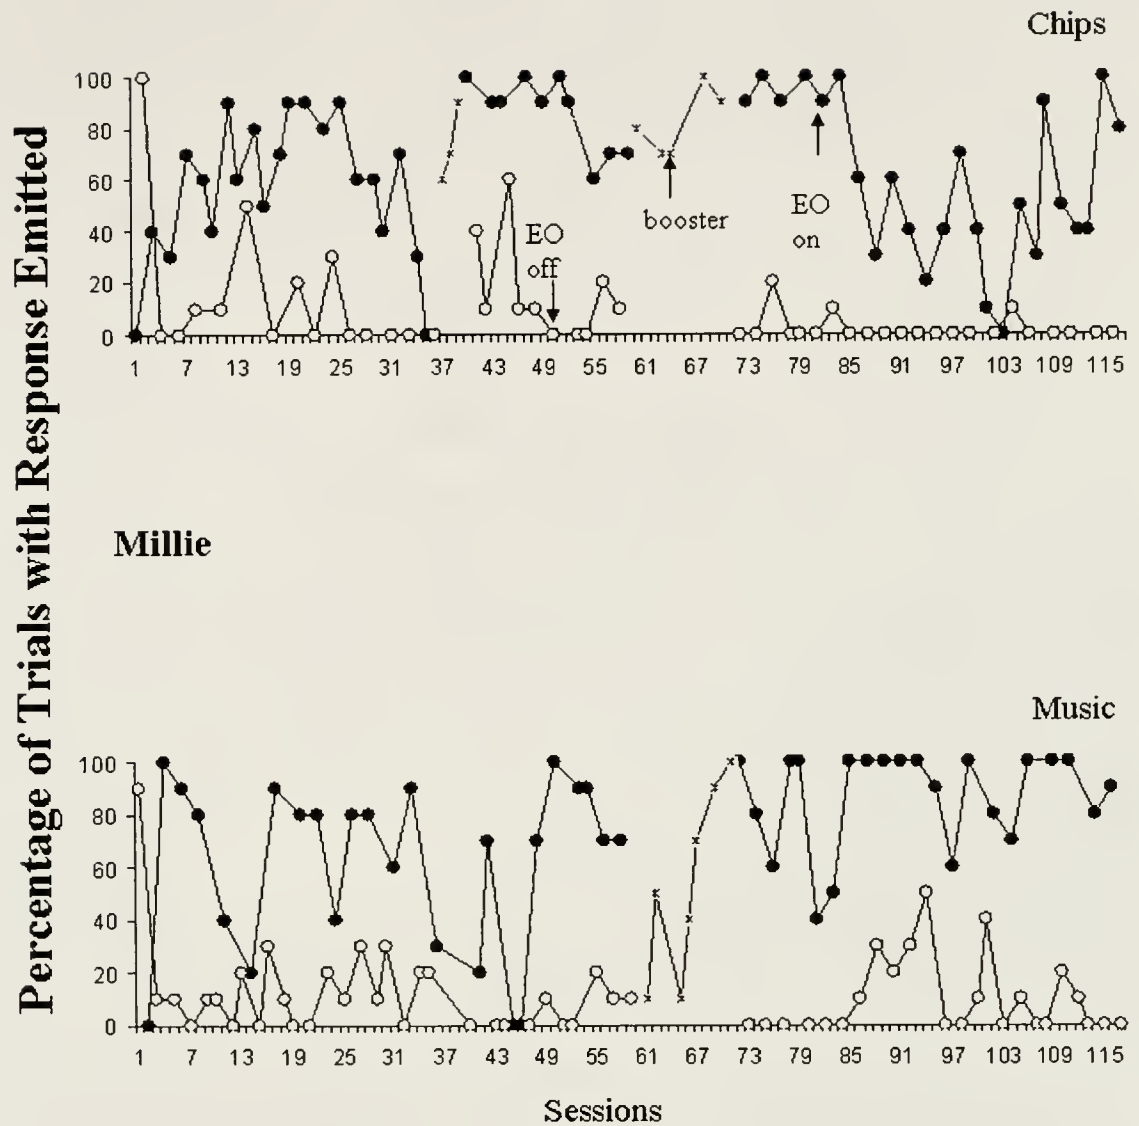 Chips
100
80
60
40
20
0
EO
off
booster
EO
on
1 7 13 19 25 31 37 43 49 55 61 67 73 79 85 91 97 103 109 115
Percentage of Trials with Response Emitted
Millie
Music
100
80
60
40
20
0
1 7 13 19 25 31 37 43 49 55 61 67 73 79 85 91 97 103 109 115
Sessions